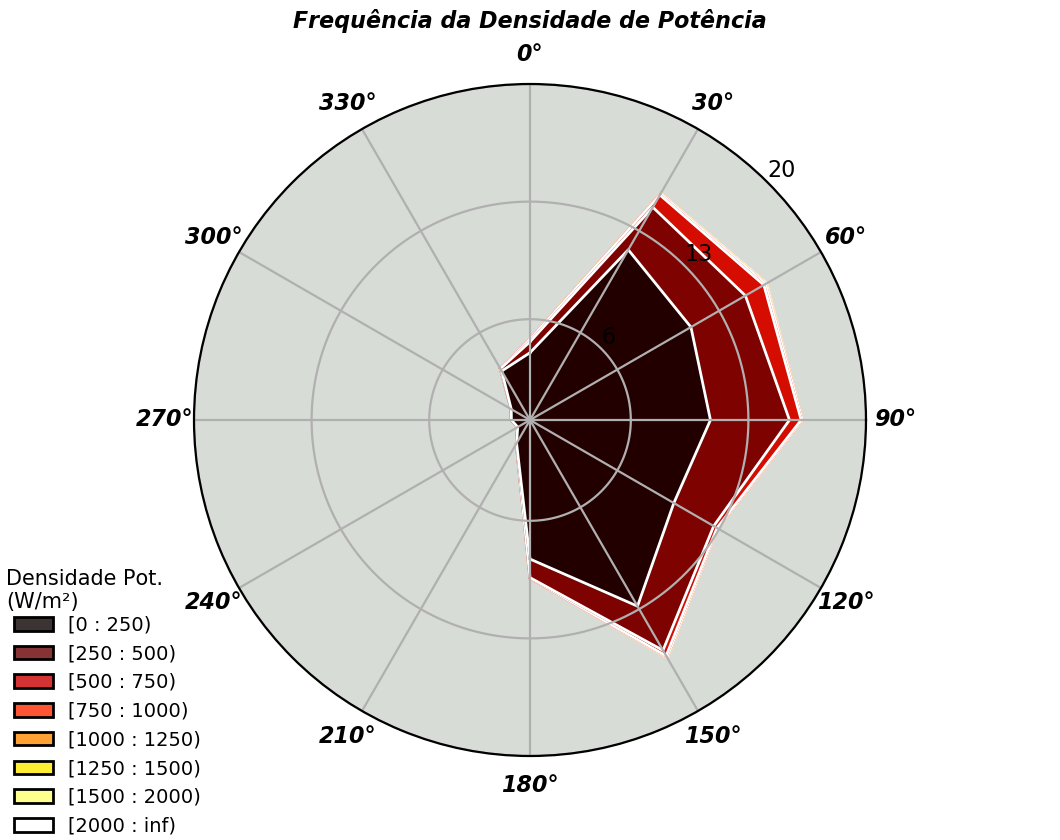 Frequência da Densidade de Potência
0°
330°
30°
20
300°
60°
13
6
270°
90°
240°
120°
210°
150°
180°
Densidade Pot.
(W/m²)
[0 : 250)
[250 : 500)
[500 : 750)
[750 : 1000)
[1000 : 1250)
[1250 : 1500)
[1500 : 2000)
[2000 : inf)